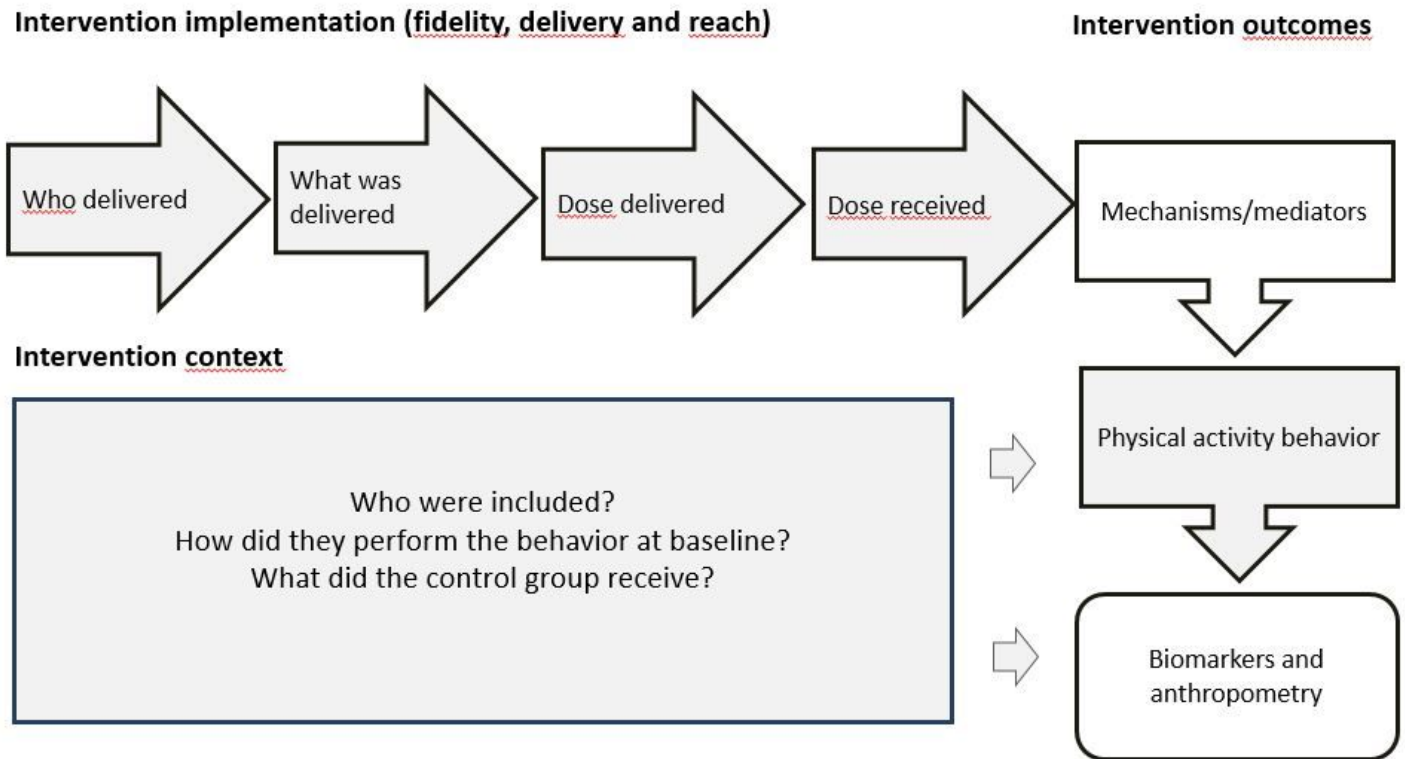 Intervention implementation (fidelity, delivery and reach)
Intervention outcomes
Who delivered
What was
delivered
Dose delivered
Dose received
Mechanisms/mediators
Intervention context
Who were included?
How did they perform the behavior at baseline?
What did the control group receive?
Physical activity behavior
Biomarkers and
anthropometry